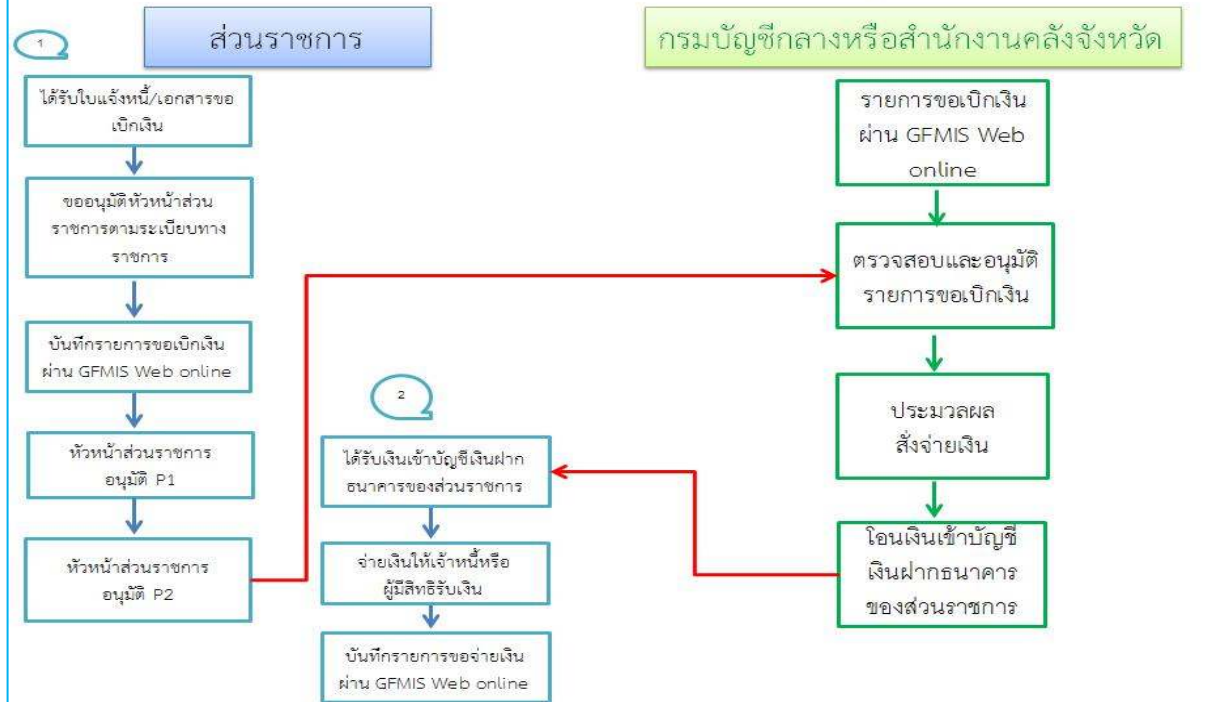 1
ส่วนราชการ
ได้รับใบแจ้งหนี้/เอกสารขอ
เบิกเงิน
ขออนุมัติหัวหน้าส่วน
ราชการตามระเบียบทาง
ราชการ
บันทึกรายการขอเบิกเงิน
ผ่าน GFMIS Web online
หัวหน้าส่วนราชการ
อนุมัติ P1
หัวหน้าส่วนราชการ
อนุมัติ P2
2
ได้รับเงินเข้าบัญชีเงินฝาก
ธนาคารของส่วนราชการ
จ่ายเงินให้เจ้าหนี้หรือ
ผู้มีสิทธิรับเงิน
บันทึกรายการขอจ่ายเงิน
ผ่าน GFMIS Web online
กรมบัญชีกลางหรือสำนักงานคลังจังหวัด
รายการขอเบิกเงิน
ผ่าน GFMIS Web
online
ตรวจสอบและอนุมัติ
รายการขอเบิกเงิน
ประมวลผล
สั่งจ่ายเงิน
โอนเงินเข้าบัญชี
เงินฝากธนาคาร
ของส่วนราชการ